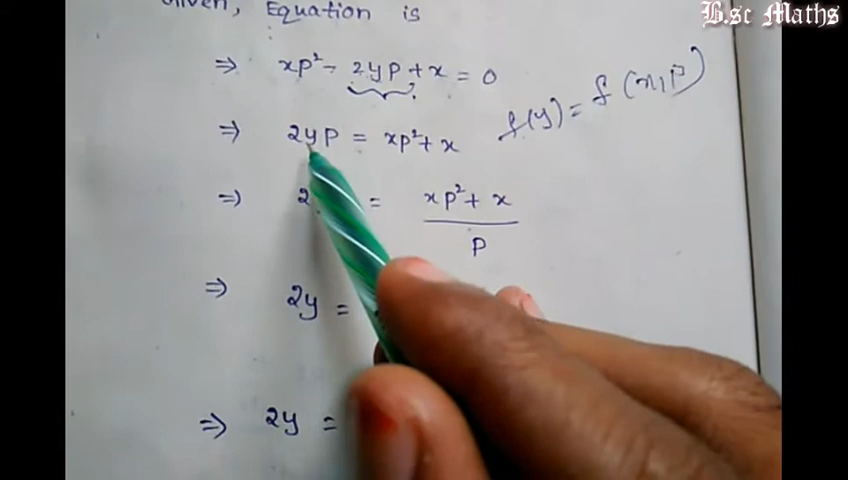 B.sc Maths
Given, Equation is
⇒ xp² - 2yp + x = 0
⇒ 2yp = xp² + x f(y) = f(x,p)
⇒ 2 = xp² + x / p
⇒ 2y =
⇒ 2y =